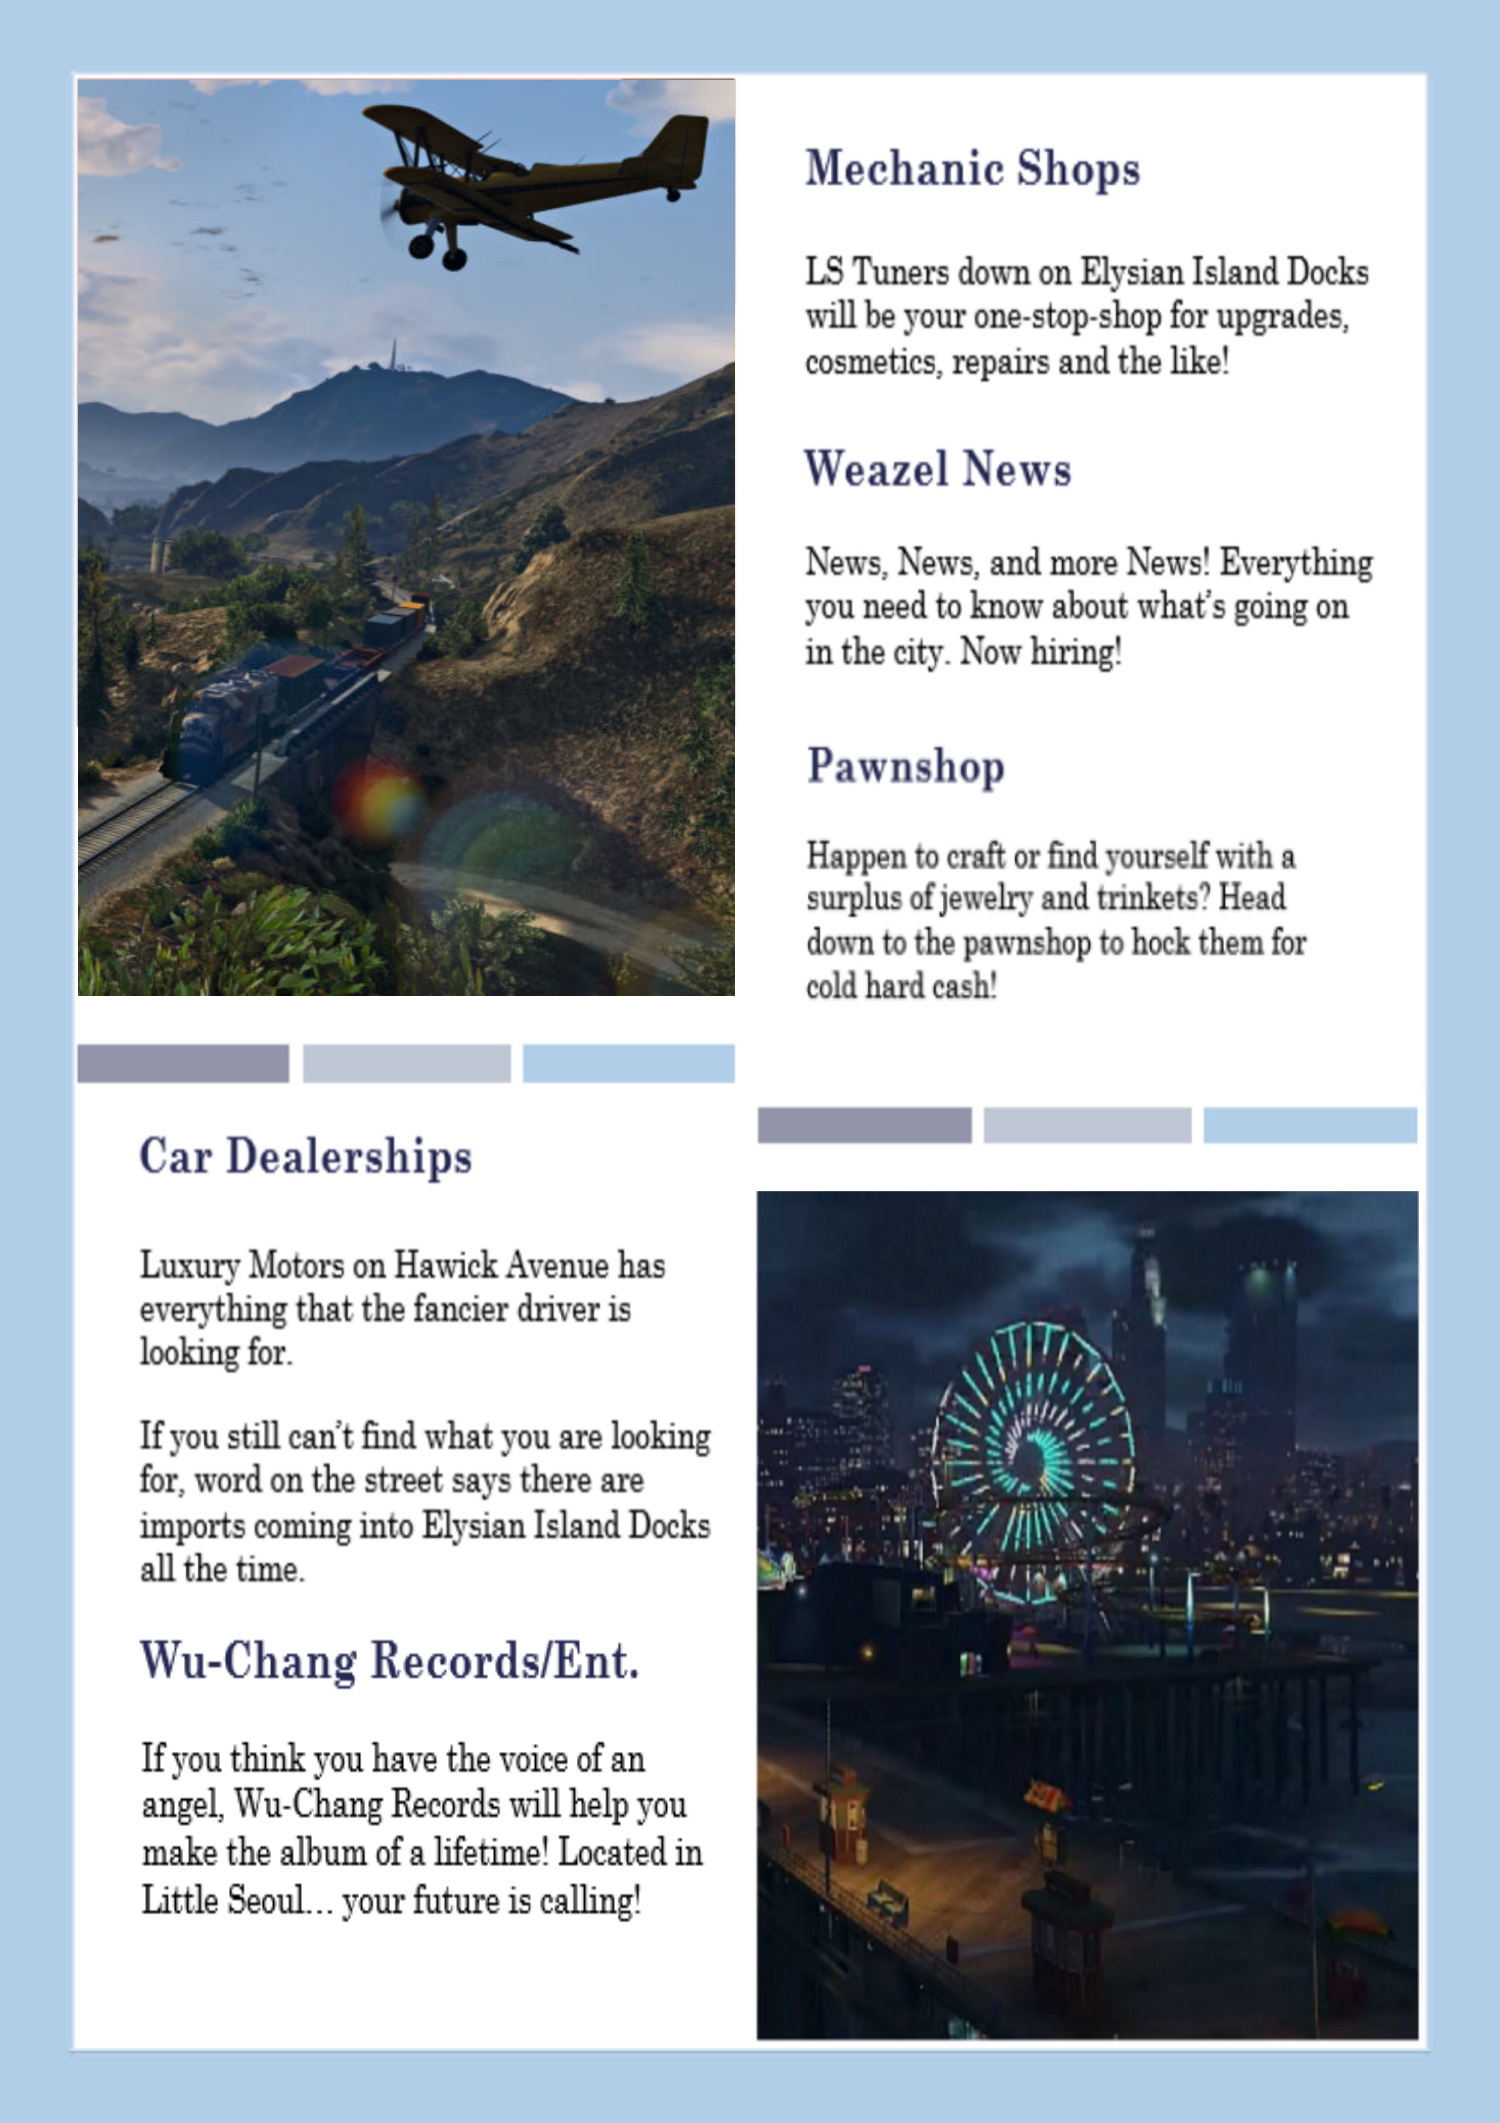 Mechanic Shops
LS Tuners down on Elysian Island Docks
will be your one-stop-shop for upgrades,
cosmetics, repairs and the like!
Weazel News
News, News, and more News! Everything
you need to know about what's going on
in the city. Now hiring!
Pawnshop
Happen to craft or find yourself with a
surplus of jewelry and trinkets? Head
down to the pawnshop to hock them for
cold hard cash!
Car Dealerships
Luxury Motors on Hawick Avenue has
everything that the fancier driver is
looking for.
If you still can't find what you are looking
for, word on the street says there are
imports coming into Elysian Island Docks
all the time.
Wu-Chang Records/Ent.
If you think you have the voice of an
angel, Wu-Chang Records will help you
make the album of a lifetime! Located in
Little Seoul... your future is calling!